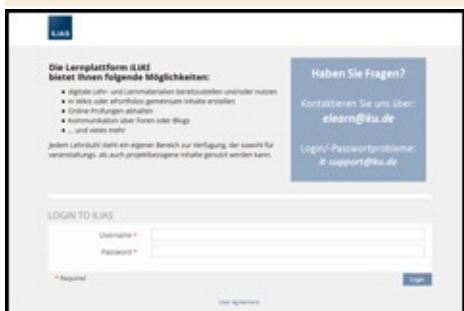 ILIAS
Die Lernplattform ILIAS
bietet Ihnen folgende Möglichkeiten:
digitale Lehr- und Lernmaterialien bereitzustellen und/oder nutzen
in Wikis oder ePortfolios gemeinsam Inhalte erstellen
Online Prüfungen abhalten
Kommunikation über Foren oder Blogs
... und vieles mehr
Jedem Lehrstuhl steht ein eigener Bereich zur Verfügung, der sowohl für
veranstaltungs- als auch projektbezogene Inhalte genutzt werden kann.
Haben Sie Fragen?
Kontaktieren Sie uns über:
elearn@ku.de
Login/-Passwortprobleme:
it-support@ku.de
LOGIN TO ILIAS
Username *
Password *
* Required
Login
User Agreement